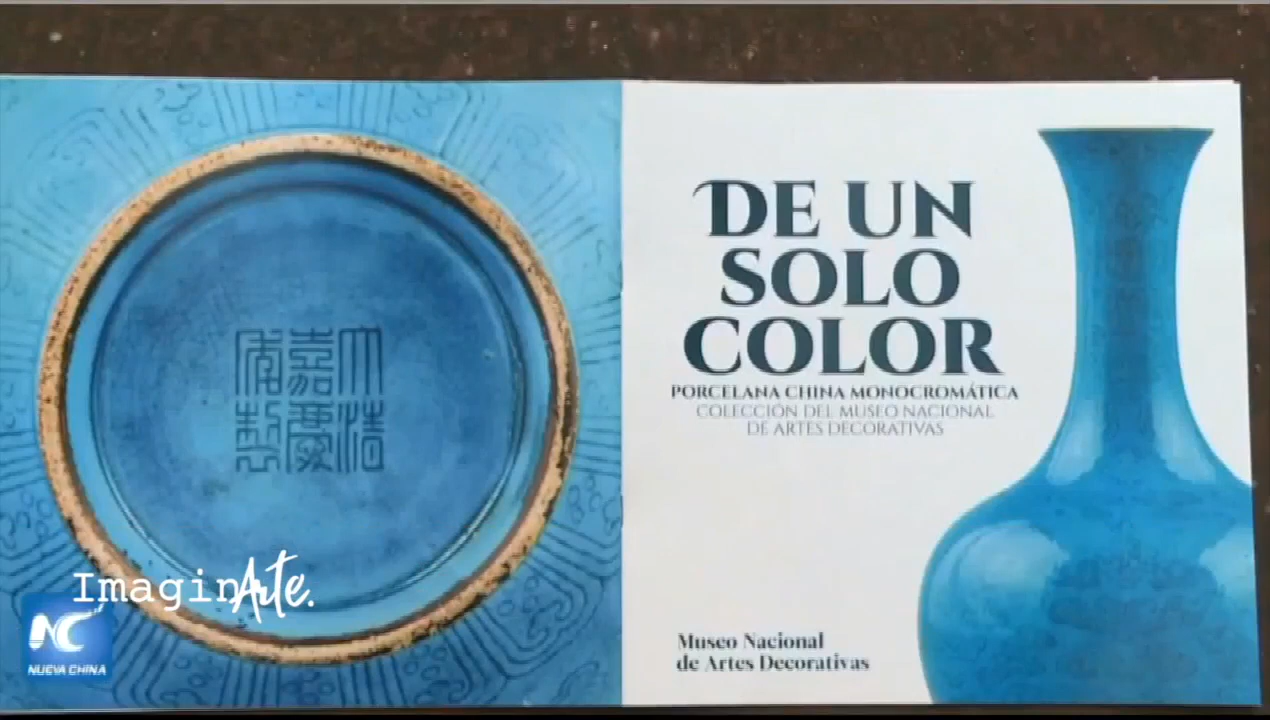 大清
嘉慶
年製
DE UN
SOLO
COLOR
PORCELANA CHINA MONOCROMÁTICA
COLECCIÓN DEL MUSEO NACIONAL
DE ARTES DECORATIVAS
Museo Nacional
de Artes Decorativas
ImaginArte.
NC
NUEVA CHINA